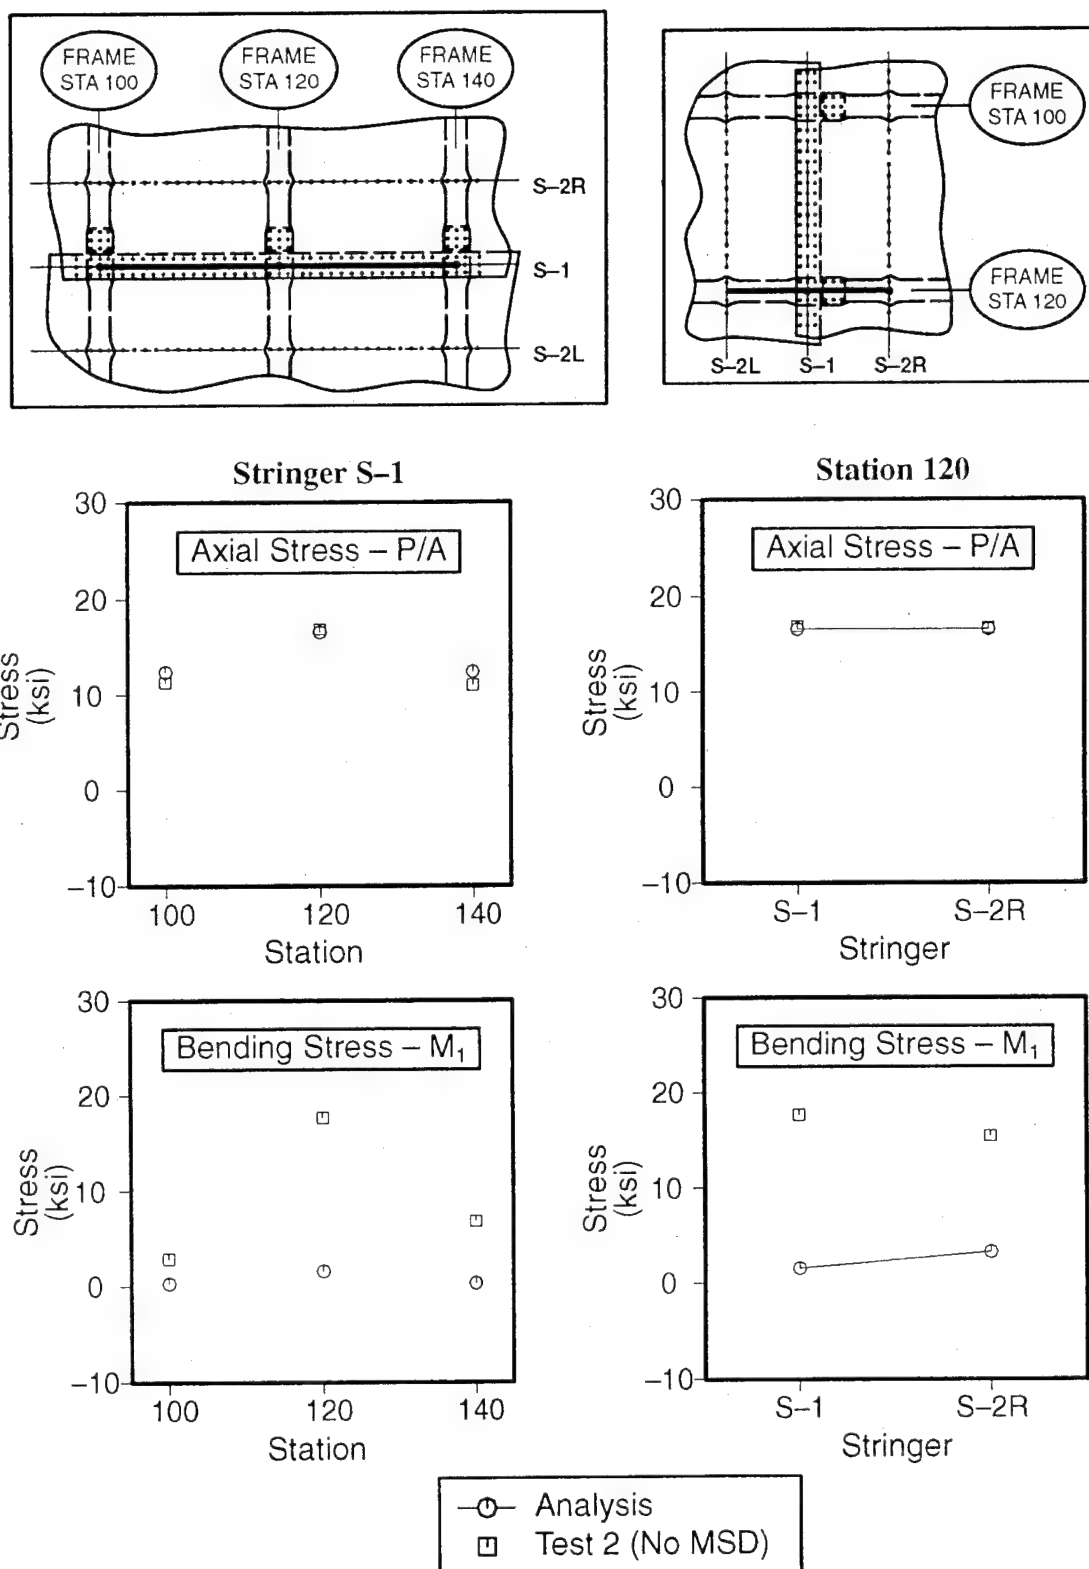 FRAME
STA 100
FRAME
STA 120
FRAME
STA 140
S–2R
S–1
S–2L
FRAME
STA 100
FRAME
STA 120
S–2L
S–1
S–2R
Stringer S–1
30
20
10
0
–10
Stress
(ksi)
Axial Stress – P/A
100
120
140
Station
Station 120
30
20
10
0
–10
Stress
(ksi)
Axial Stress – P/A
S–1
S–2R
Stringer
30
20
10
0
–10
Stress
(ksi)
Bending Stress – M₁
100
120
140
Station
30
20
10
0
–10
Stress
(ksi)
Bending Stress – M₁
S–1
S–2R
Stringer
Analysis
Test 2 (No MSD)